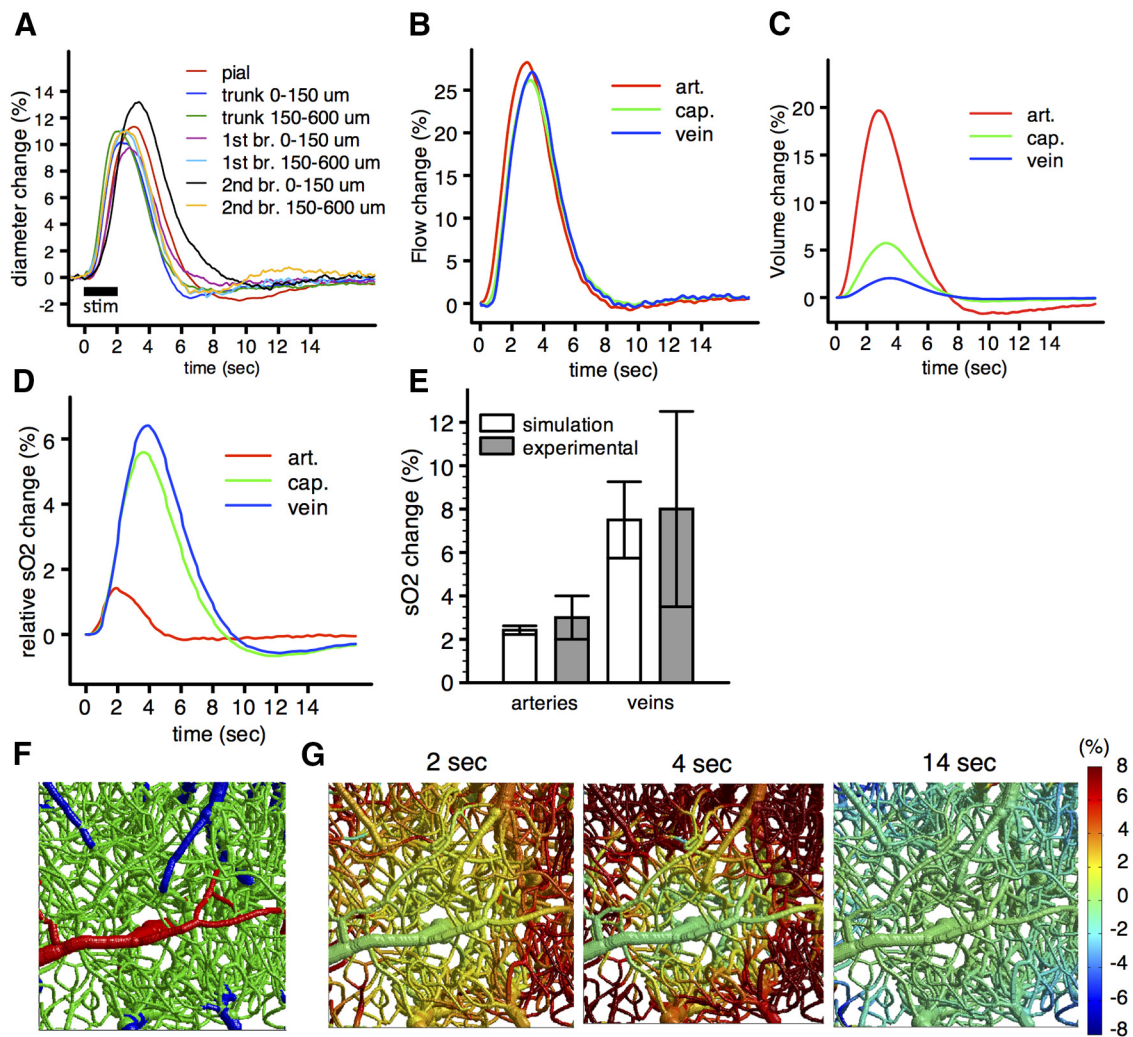 A
diameter change (%)
14
12
10
8
6
4
2
0
-2
pial
trunk 0-150 um
trunk 150-600 um
1st br. 0-150 um
1st br. 150-600 um
2nd br. 0-150 um
2nd br. 150-600 um
stim
0 2 4 6 8 10 12 14
time (sec)
B
Flow change (%)
25
20
15
10
5
0
art.
cap.
vein
0 2 4 6 8 10 12 14
time (sec)
C
Volume change (%)
20
15
10
5
0
art.
cap.
vein
0 2 4 6 8 10 12 14
time (sec)
D
relative sO2 change (%)
6
4
2
0
art.
cap.
vein
0 2 4 6 8 10 12 14
time (sec)
E
sO2 change (%)
12
10
8
6
4
2
0
simulation
experimental
arteries veins
F
G
2 sec
4 sec
14 sec
(%)
8
6
4
2
0
-2
-4
-6
-8